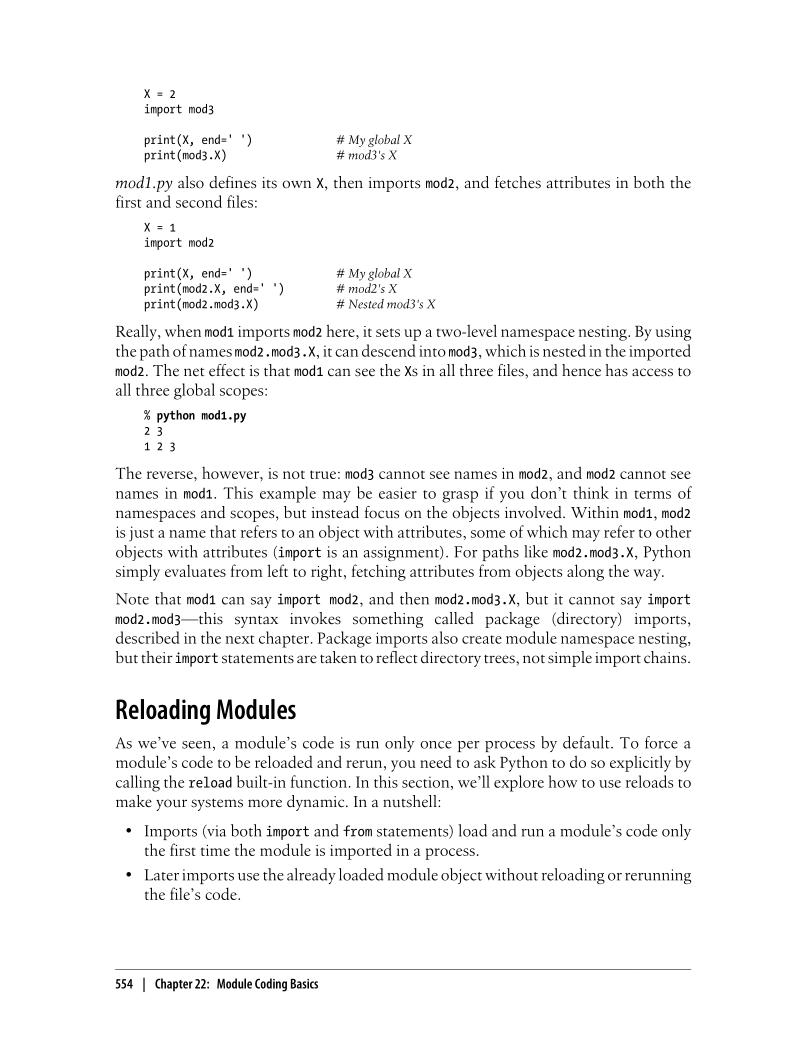 X = 2
import mod3
print(X, end=' ')                # My global X
print(mod3.X)                    # mod3's X
mod1.py also defines its own X, then imports mod2, and fetches attributes in both the
first and second files:
X = 1
import mod2
print(X, end=' ')                # My global X
print(mod2.X, end=' ')           # mod2's X
print(mod2.mod3.X)               # Nested mod3's X
Really, when mod1 imports mod2 here, it sets up a two-level namespace nesting. By using
the path of names mod2.mod3.X, it can descend into mod3, which is nested in the imported
mod2. The net effect is that mod1 can see the Xs in all three files, and hence has access to
all three global scopes:
% python mod1.py
2 3
1 2 3
The reverse, however, is not true: mod3 cannot see names in mod2, and mod2 cannot see
names in mod1. This example may be easier to grasp if you don’t think in terms of
namespaces and scopes, but instead focus on the objects involved. Within mod1, mod2
is just a name that refers to an object with attributes, some of which may refer to other
objects with attributes (import is an assignment). For paths like mod2.mod3.X, Python
simply evaluates from left to right, fetching attributes from objects along the way.
Note that mod1 can say import mod2, and then mod2.mod3.X, but it cannot say import
mod2.mod3—this syntax invokes something called package (directory) imports,
described in the next chapter. Package imports also create module namespace nesting,
but their import statements are taken to reflect directory trees, not simple import chains.
Reloading Modules
As we’ve seen, a module’s code is run only once per process by default. To force a
module’s code to be reloaded and rerun, you need to ask Python to do so explicitly by
calling the reload built-in function. In this section, we’ll explore how to use reloads to
make your systems more dynamic. In a nutshell:
• Imports (via both import and from statements) load and run a module’s code only
the first time the module is imported in a process.
• Later imports use the already loaded module object without reloading or rerunning
the file’s code.
554 | Chapter 22: Module Coding Basics